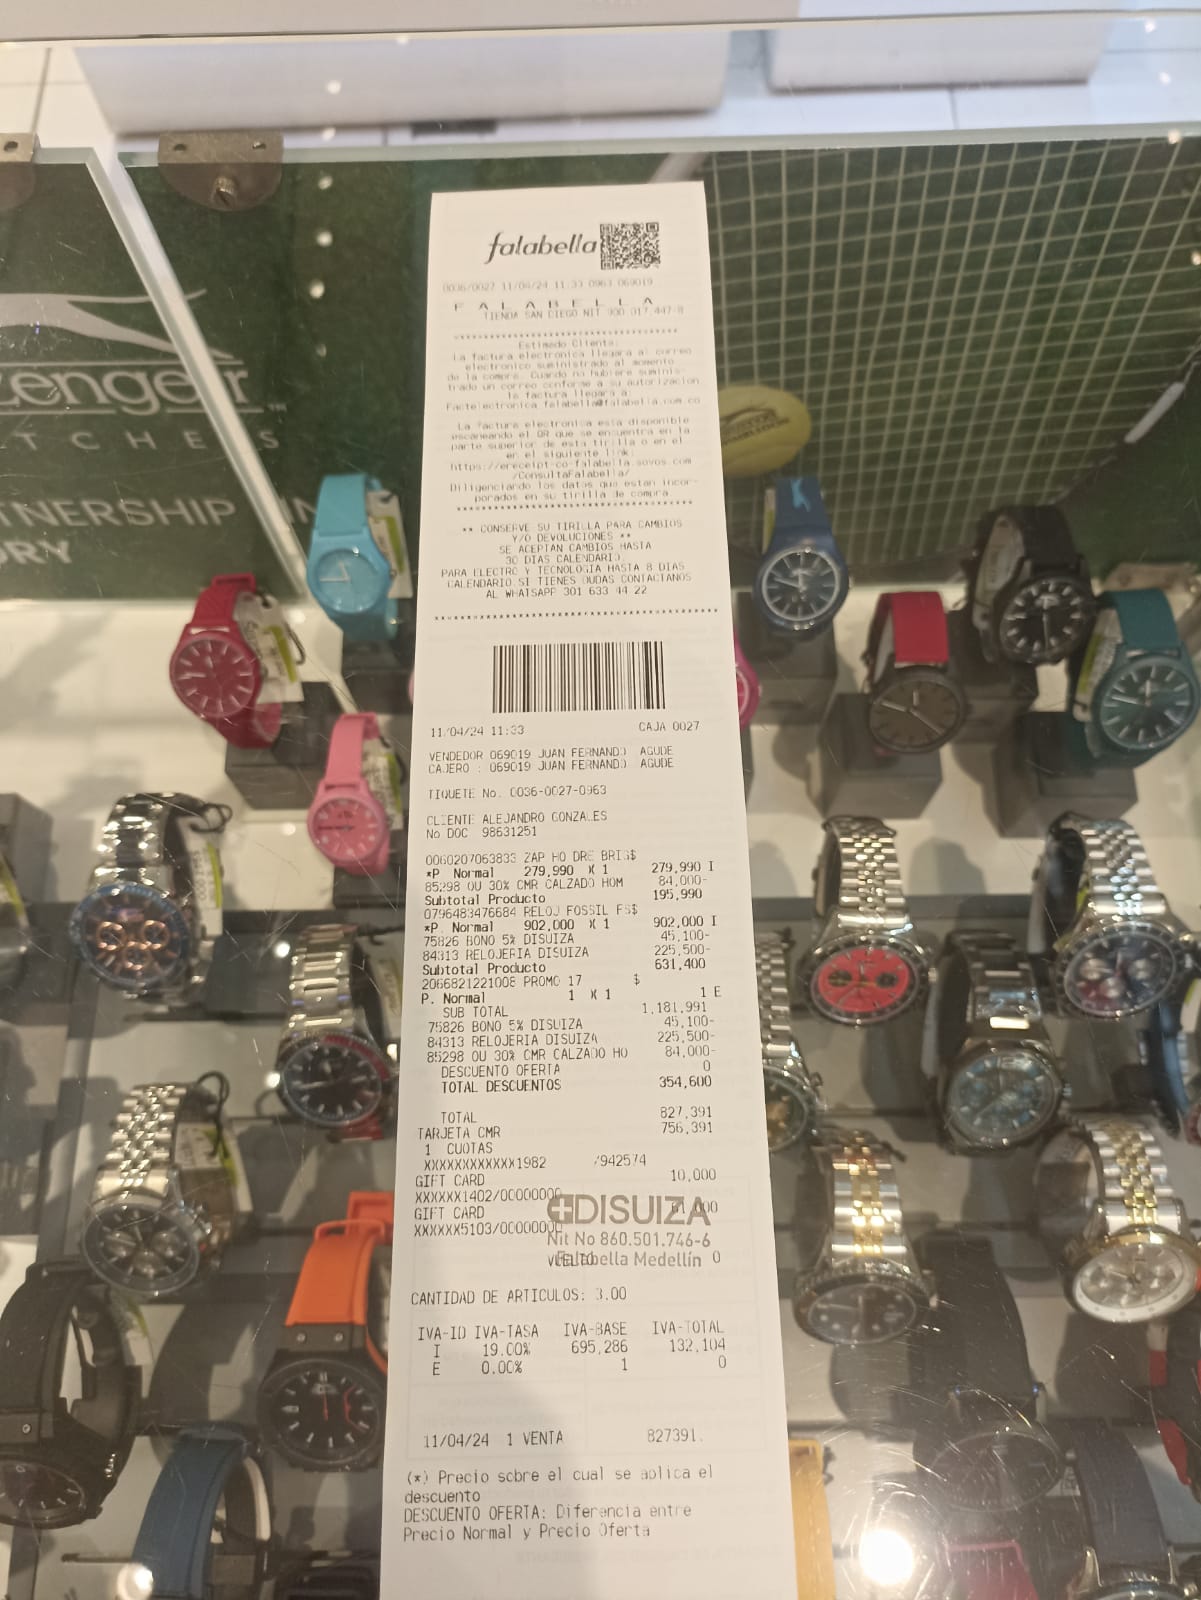 falabella
0036/0027 11/04/24 11:33 0963 069019
F A L A B E L L A
TIENDA SAN DIEGO NIT 900.017.447-8
Estimado Cliente:
La factura electronica llegara al correo
electronico suministrado al momento
de la compra. Cuando no hubiere suminis-
trado un correo conforme a su autorizacion
la factura llegara a:
Factelectronica_falabella@falabella.com.co
La factura electronica esta disponible
escaneando el QR que se encuentra en la
parte superior de esta tirilla o en el
en el siguiente link:
https://ereceipt-co-falabella.sovos.com
/ConsultaFalabella/
Diligenciando los datos que estan incor-
porados en su tirilla de compra
** CONSERVE SU TIRILLA PARA CAMBIOS
Y/O DEVOLUCIONES **
SE ACEPTAN CAMBIOS HASTA
30 DIAS CALENDARIO.
PARA ELECTRO Y TECNOLOGIA HASTA 8 DIAS
CALENDARIO.SI TIENES DUDAS CONTACTANOS
AL WHATSAPP 301 633 44 22
zenger
TCHES
TNERSHIP IN
ORY
11/04/24 11:33 CAJA 0027
VENDEDOR 069019 JUAN FERNANDO AGUDE
CAJERO : 069019 JUAN FERNANDO AGUDE
TIQUETE No. 0036-0027-0963
CLIENTE ALEJANDRO GONZALES
No DOC 98631251
0060207063833 ZAP HO DRE BRIS$
*P Normal 279,990 X 1 279,990 I
85298 OU 30% CMR CALZADO HOM 84,000-
Subtotal Producto 195,990
0796483476684 RELOJ FOSSIL FS$
*P. Normal 902,000 X 1 902,000 I
75826 BONO 5% DISUIZA 45,100-
84313 RELOJERIA DISUIZA 225,500-
Subtotal Producto 631,400
2066821221008 PROMO 17 $
P. Normal 1 X 1 1 E
SUB TOTAL 1,181,991
75826 BONO 5% DISUIZA 45,100-
84313 RELOJERIA DISUIZA 225,500-
85298 OU 30% CMR CALZADO HO 84,000-
DESCUENTO OFERTA 0
TOTAL DESCUENTOS 354,600
TOTAL 827,391
TARJETA CMR 756,391
1 CUOTAS
XXXXXXXXXXXX1982 /942574
GIFT CARD 10,000
XXXXXX1402/00000000
GIFT CARD
XXXXXX5103/00000000
DISUIZA
Nit No 860.501.746-6
Falabella Medellín
VUELTO 0
CANTIDAD DE ARTICULOS: 3.00
IVA-ID IVA-TASA IVA-BASE IVA-TOTAL
I 19.00% 695,286 132,104
E 0.00% 1 0
11/04/24 1 VENTA 827391.
(*) Precio sobre el cual se aplica el
descuento
DESCUENTO OFERTA: Diferencia entre
Precio Normal y Precio Oferta